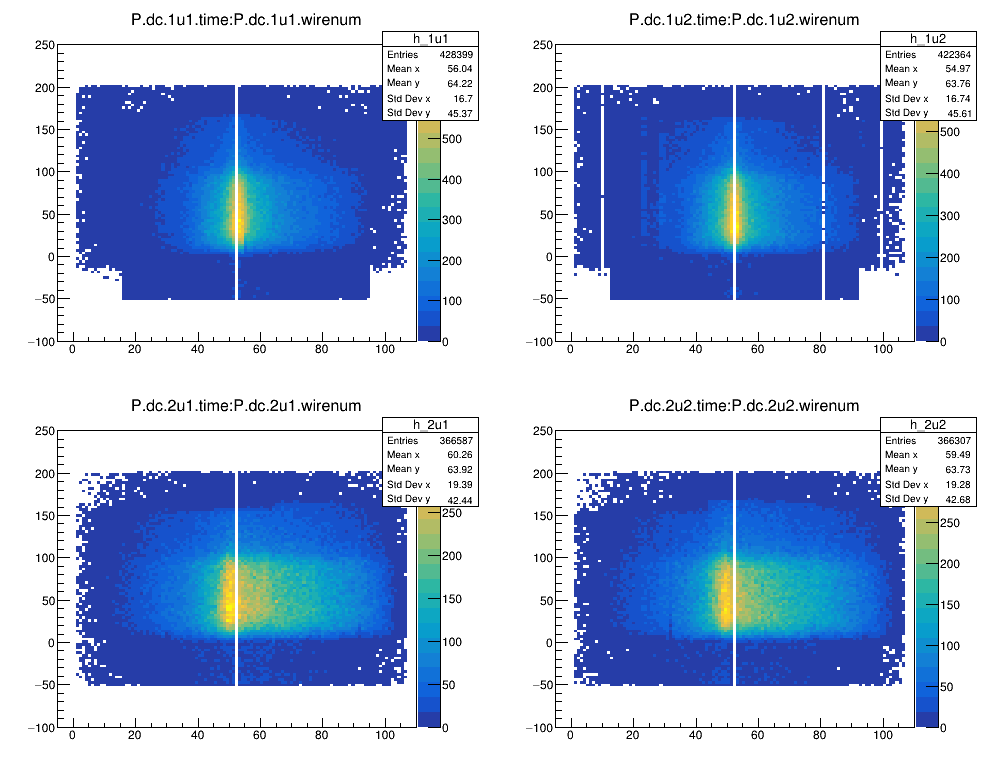 P.dc.1u1.time:P.dc.1u1.wirenum
h_1u1
Entries 428399
Mean x 56.04
Mean y 64.22
Std Dev x 16.7
Std Dev y 45.37
250
200
150
100
50
0
−50
−100
0 20 40 60 80 100
500
400
300
200
100
0
P.dc.1u2.time:P.dc.1u2.wirenum
h_1u2
Entries 422364
Mean x 54.97
Mean y 63.76
Std Dev x 16.74
Std Dev y 45.61
250
200
150
100
50
0
−50
−100
0 20 40 60 80 100
500
400
300
200
100
0
P.dc.2u1.time:P.dc.2u1.wirenum
h_2u1
Entries 366587
Mean x 60.26
Mean y 63.92
Std Dev x 19.39
Std Dev y 42.44
250
200
150
100
50
0
−50
−100
0 20 40 60 80 100
250
200
150
100
50
0
P.dc.2u2.time:P.dc.2u2.wirenum
h_2u2
Entries 366307
Mean x 59.49
Mean y 63.73
Std Dev x 19.28
Std Dev y 42.68
250
200
150
100
50
0
−50
−100
0 20 40 60 80 100
250
200
150
100
50
0